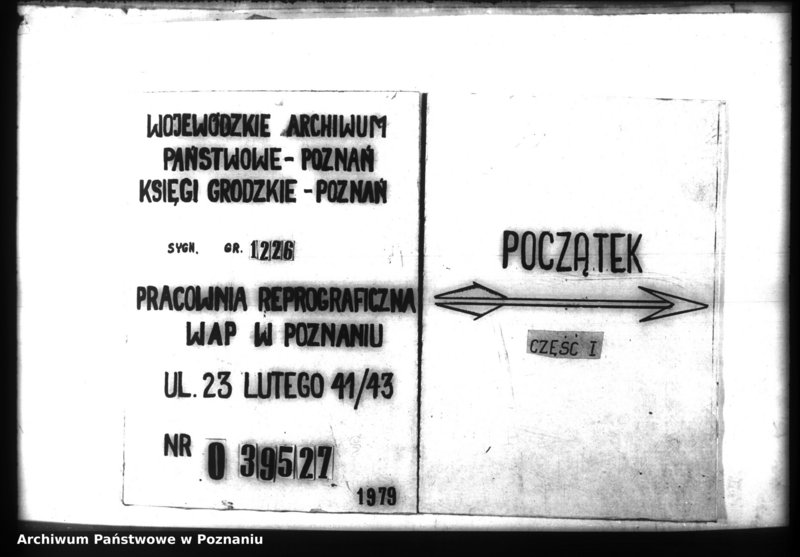 WOJEWÓDZKIE ARCHIWUM
PAŃSTWOWE - POZNAŃ
KSIĘGI GRODZKIE - POZNAŃ
SYGN. GR. 1226
PRACOWNIA REPROGRAFICZNA
WAP W POZNANIU
UL. 23 LUTEGO 41/43
NR 0 39527
1979
POCZĄTEK
CZĘŚĆ I
Archiwum Państwowe w Poznaniu